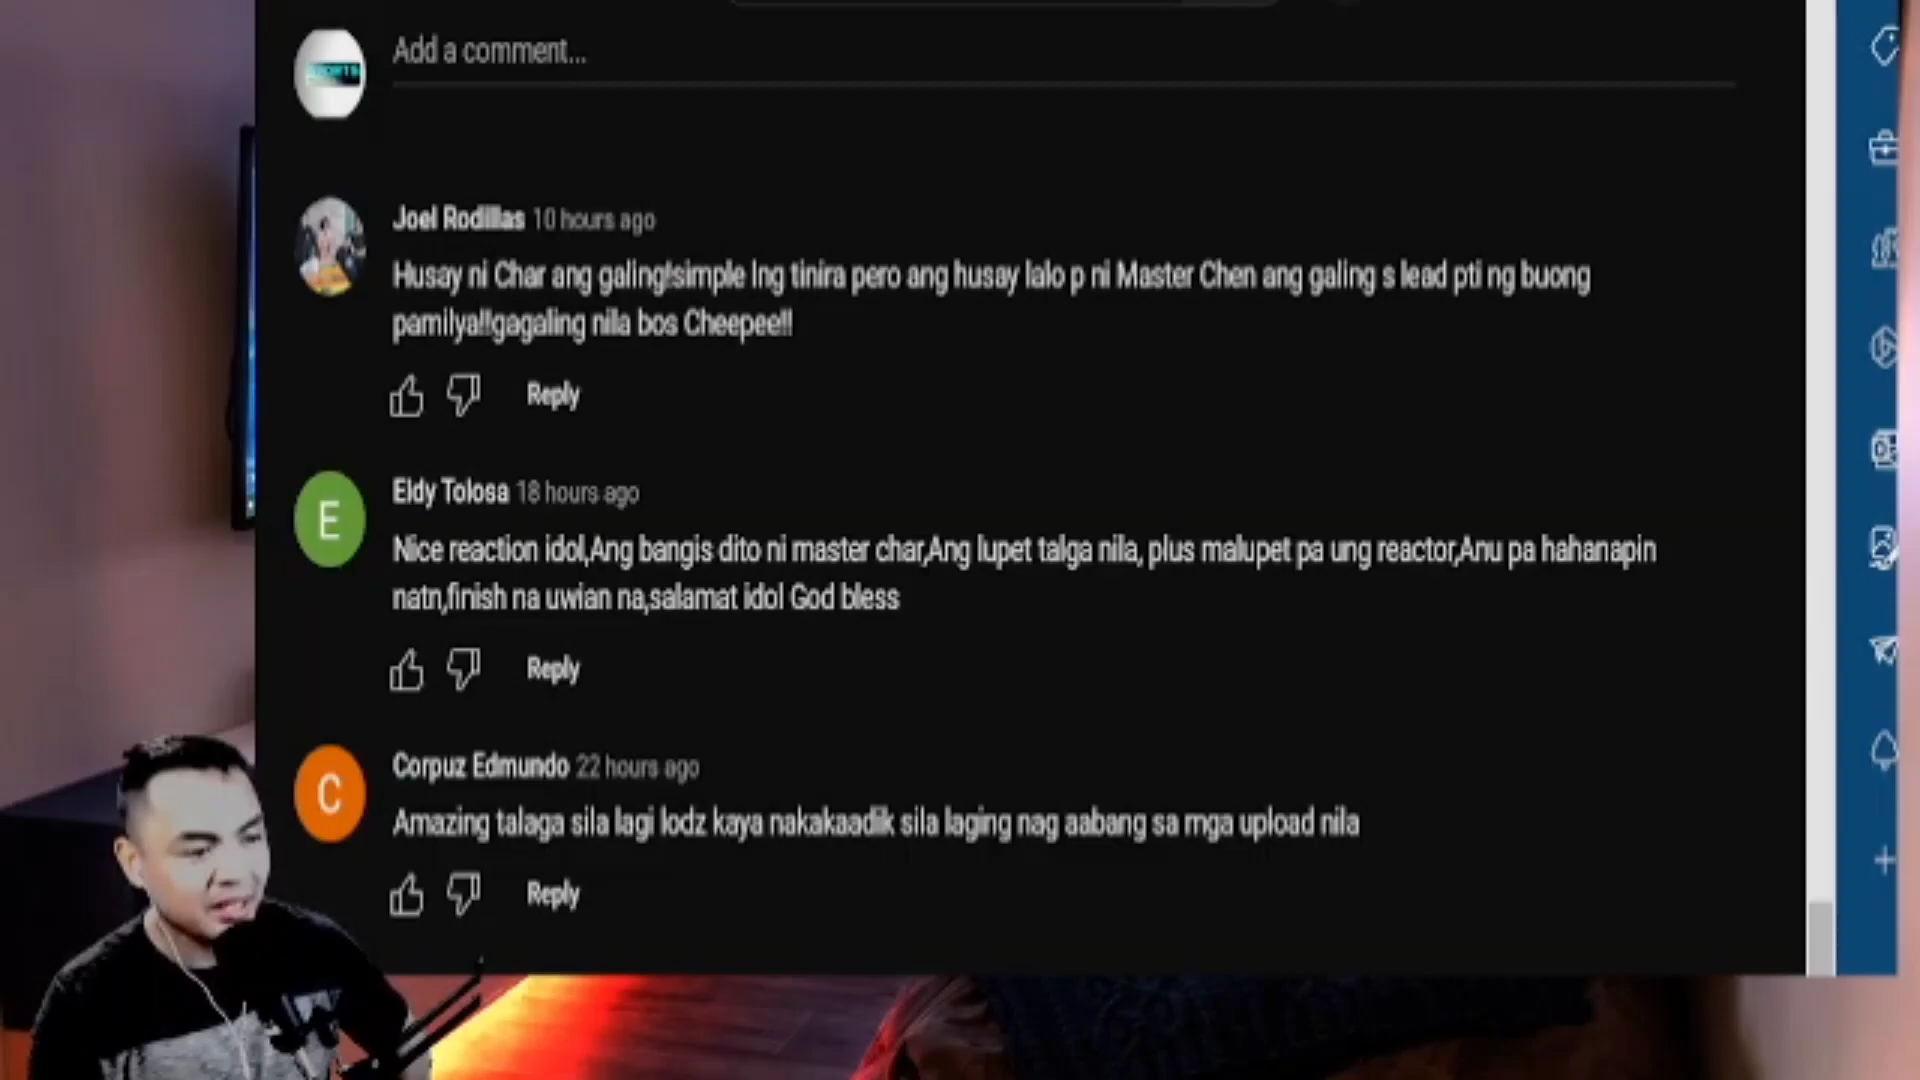 Add a comment...
Joel Rodillas 10 hours ago
Husay ni Char ang galing!simple lng tinira pero ang husay lalo p ni Master Chen ang galing s lead pti ng buong
pamilya!!gagaling nila bos Cheepee!!
Reply
E
Eldy Tolosa 18 hours ago
Nice reaction idol,Ang bangis dito ni master char,Ang lupet talga nila, plus malupet pa ung reactor,Anu pa hahanapin
natn,finish na uwian na,salamat idol God bless
Reply
C
Corpuz Edmundo 22 hours ago
Amazing talaga sila lagi lodz kaya nakakaadik sila laging nag aabang sa mga upload nila
Reply